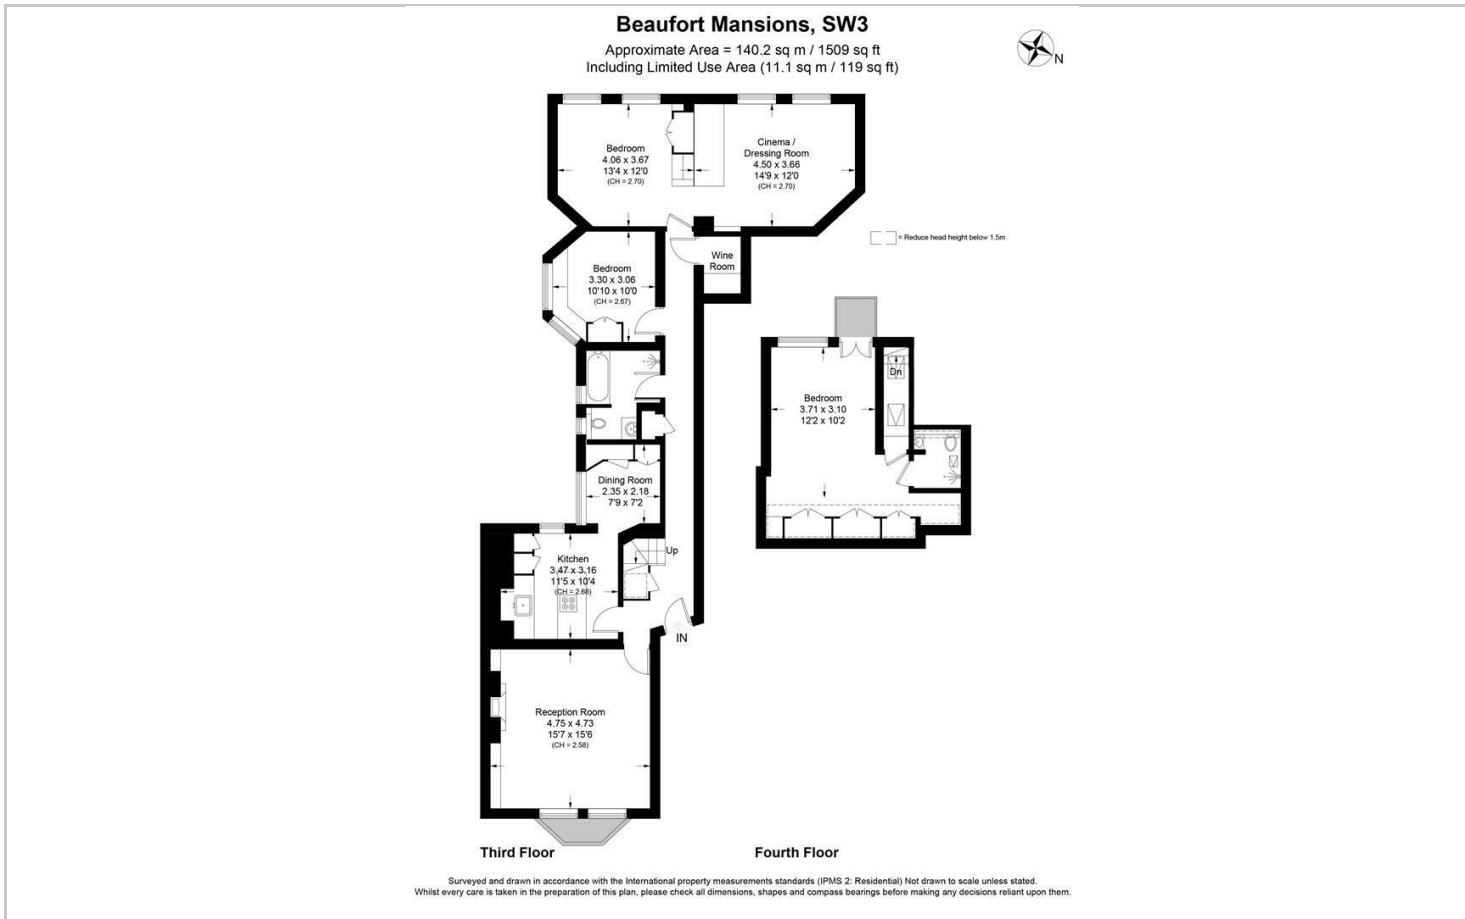 Beaufort Mansions, SW3
Approximate Area = 140.2 sq m / 1509 sq ft
Including Limited Use Area (11.1 sq m / 119 sq ft)
N
Bedroom
4.06 x 3.67
13'4 x 12'0
(CH = 2.70)
Cinema /
Dressing Room
4.50 x 3.66
14'9 x 12'0
(CH = 2.70)
= Reduce head height below 1.5m
Wine
Room
Bedroom
3.30 x 3.06
10'10 x 10'0
(CH = 2.67)
Dn
Bedroom
3.71 x 3.10
12'2 x 10'2
Dining Room
2.35 x 2.18
7'9 x 7'2
Up
Kitchen
3.47 x 3.16
11'5 x 10'4
(CH = 2.68)
IN
Reception Room
4.75 x 4.73
15'7 x 15'6
(CH = 2.58)
Third Floor
Fourth Floor
Surveyed and drawn in accordance with the International property measurements standards (IPMS 2: Residential) Not drawn to scale unless stated.
Whilst every care is taken in the preparation of this plan, please check all dimensions, shapes and compass bearings before making any decisions reliant upon them.